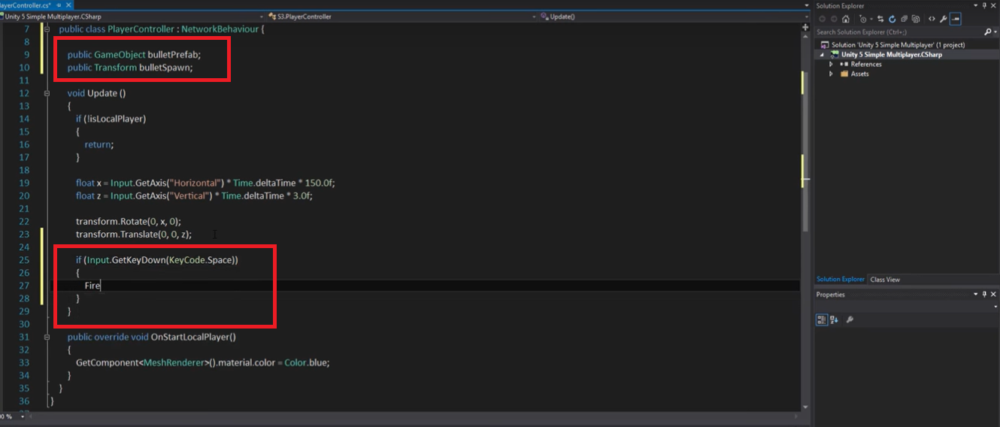 PlayerController.cs*
Unity 5 Simple Multiplayer.CSharp
S3.PlayerController
Update()
7 public class PlayerController : NetworkBehaviour {
8
9 public GameObject bulletPrefab;
10 public Transform bulletSpawn;
11
12 void Update ()
13 {
14 if (!isLocalPlayer)
15 {
16 return;
17 }
18
19 float x = Input.GetAxis("Horizontal") * Time.deltaTime * 150.0f;
20 float z = Input.GetAxis("Vertical") * Time.deltaTime * 3.0f;
21
22 transform.Rotate(0, x, 0);
23 transform.Translate(0, 0, z);
24
25 if (Input.GetKeyDown(KeyCode.Space))
26 {
27 Fire
28 }
29 }
30
31 public override void OnStartLocalPlayer()
32 {
33 GetComponent<MeshRenderer>().material.color = Color.blue;
34 }
35 }
36 }
Solution Explorer
Search Solution Explorer (Ctrl+;)
Solution 'Unity 5 Simple Multiplayer' (1 project)
Unity 5 Simple Multiplayer.CSharp
References
Assets
Solution Explorer Class View
Properties